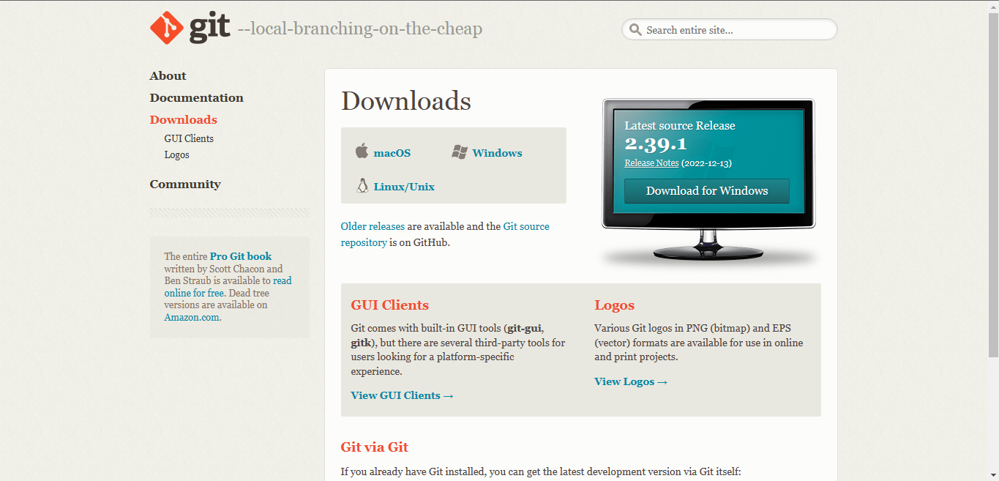 git --local-branching-on-the-cheap
Search entire site...
About
Documentation
Downloads
GUI Clients
Logos
Community
The entire Pro Git book
written by Scott Chacon and
Ben Straub is available to read
online for free. Dead tree
versions are available on
Amazon.com.
Downloads
macOS
Windows
Linux/Unix
Older releases are available and the Git source
repository is on GitHub.
Latest source Release
2.39.1
Release Notes (2022-12-13)
Download for Windows
GUI Clients
Git comes with built-in GUI tools (git-gui,
gitk), but there are several third-party tools for
users looking for a platform-specific
experience.
View GUI Clients →
Logos
Various Git logos in PNG (bitmap) and EPS
(vector) formats are available for use in online
and print projects.
View Logos →
Git via Git
If you already have Git installed, you can get the latest development version via Git itself: